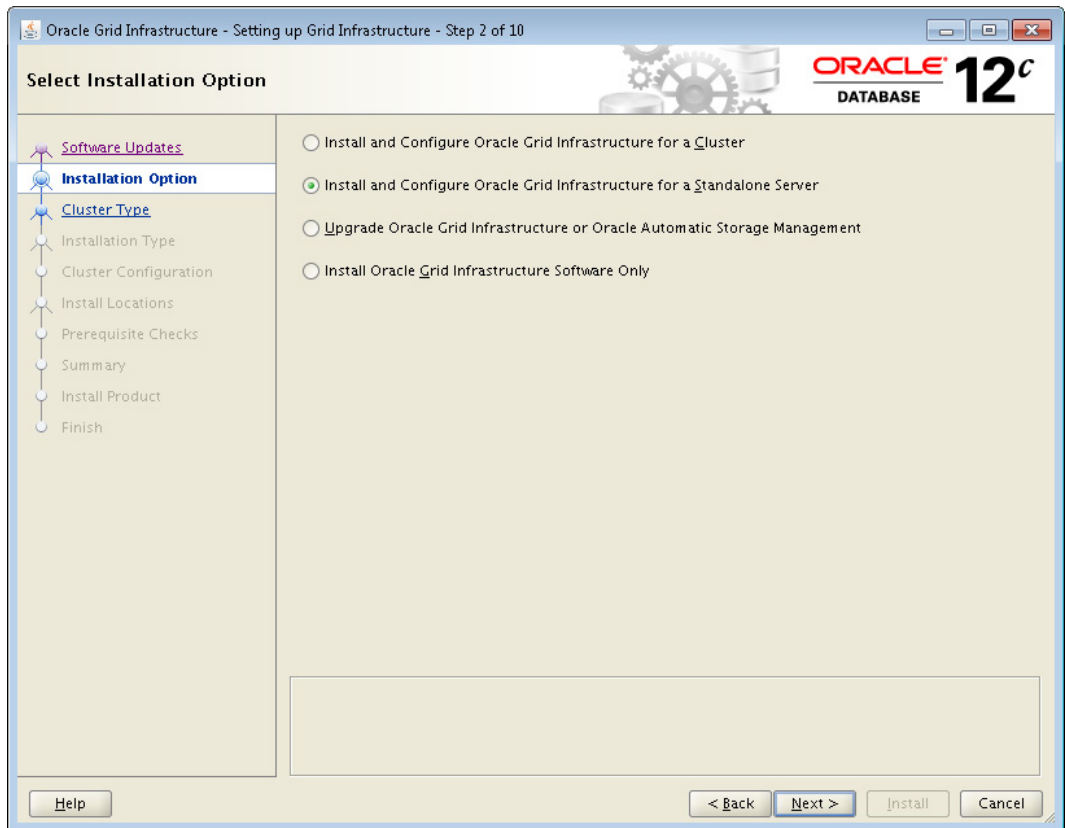 Oracle Grid Infrastructure - Setting up Grid Infrastructure - Step 2 of 10
Select Installation Option
ORACLE®
DATABASE
12c
Software Updates
Installation Option
Cluster Type
Installation Type
Cluster Configuration
Install Locations
Prerequisite Checks
Summary
Install Product
Finish
Install and Configure Oracle Grid Infrastructure for a Cluster
Install and Configure Oracle Grid Infrastructure for a Standalone Server
Upgrade Oracle Grid Infrastructure or Oracle Automatic Storage Management
Install Oracle Grid Infrastructure Software Only
Help
< Back
Next >
Install
Cancel